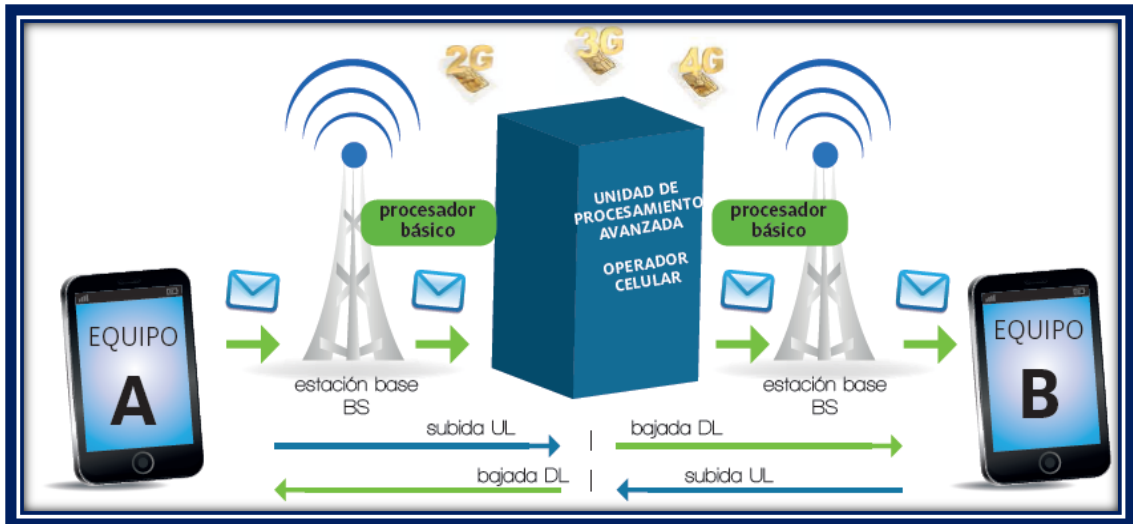 2G
3G
4G
procesador
básico
UNIDAD DE
PROCESAMIENTO
AVANZADA
OPERADOR
CELULAR
procesador
básico
EQUIPO
A
estación base
BS
estación base
BS
EQUIPO
B
subida UL
bajada DL
bajada DL
subida UL